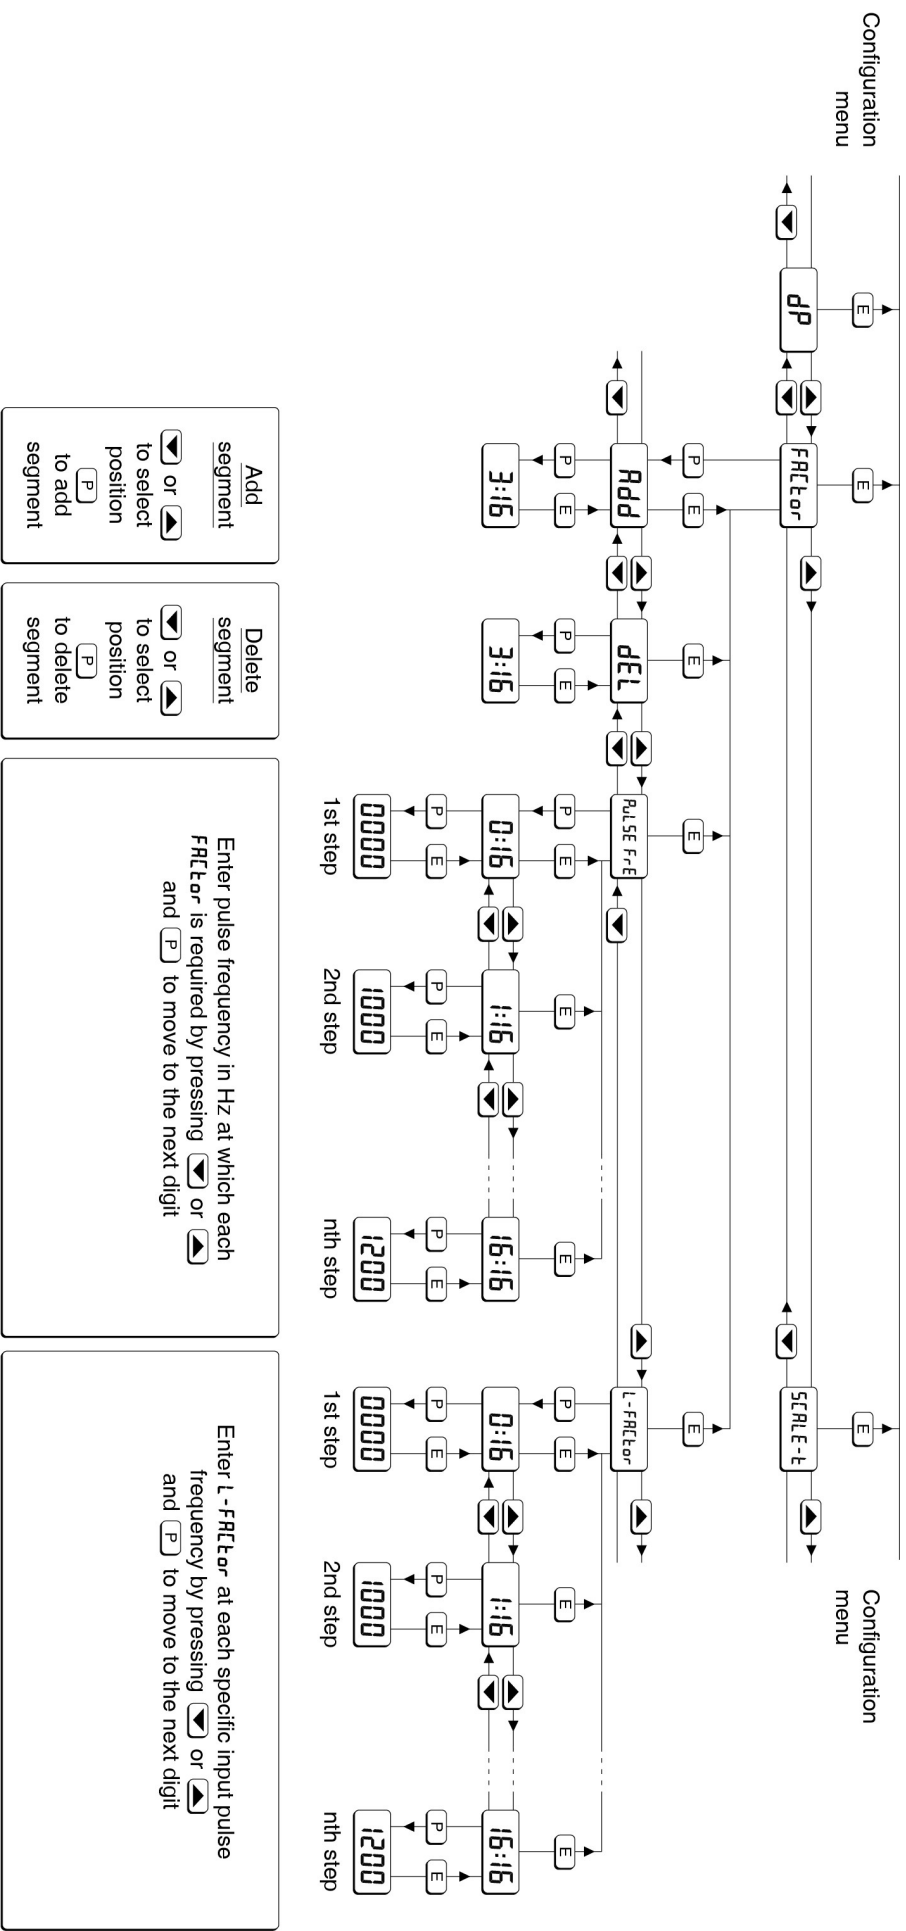 Configuration
menu
Configuration
menu
E
E
E
dP
FACtor
SCALE-t
P
E
E
E
E
Add
dEL
PuLSE FrE
L-FACtor
P
E
P
E
P
E
E
E
P
E
E
E
3:16
3:16
0:16
1:16
16:16
0:16
1:16
16:16
P
E
P
E
P
E
P
E
P
E
P
E
0000
1000
1200
0000
1000
1200
1st step
2nd step
nth step
1st step
2nd step
nth step
Add
segment
▼ or ▲
to select
position
P
to add
segment
Delete
segment
▼ or ▲
to select
position
P
to delete
segment
Enter pulse frequency in Hz at which each
FACtor is required by pressing ▼ or ▲
and P to move to the next digit
Enter L-FACtor at each specific input pulse
frequency by pressing ▼ or ▲
and P to move to the next digit